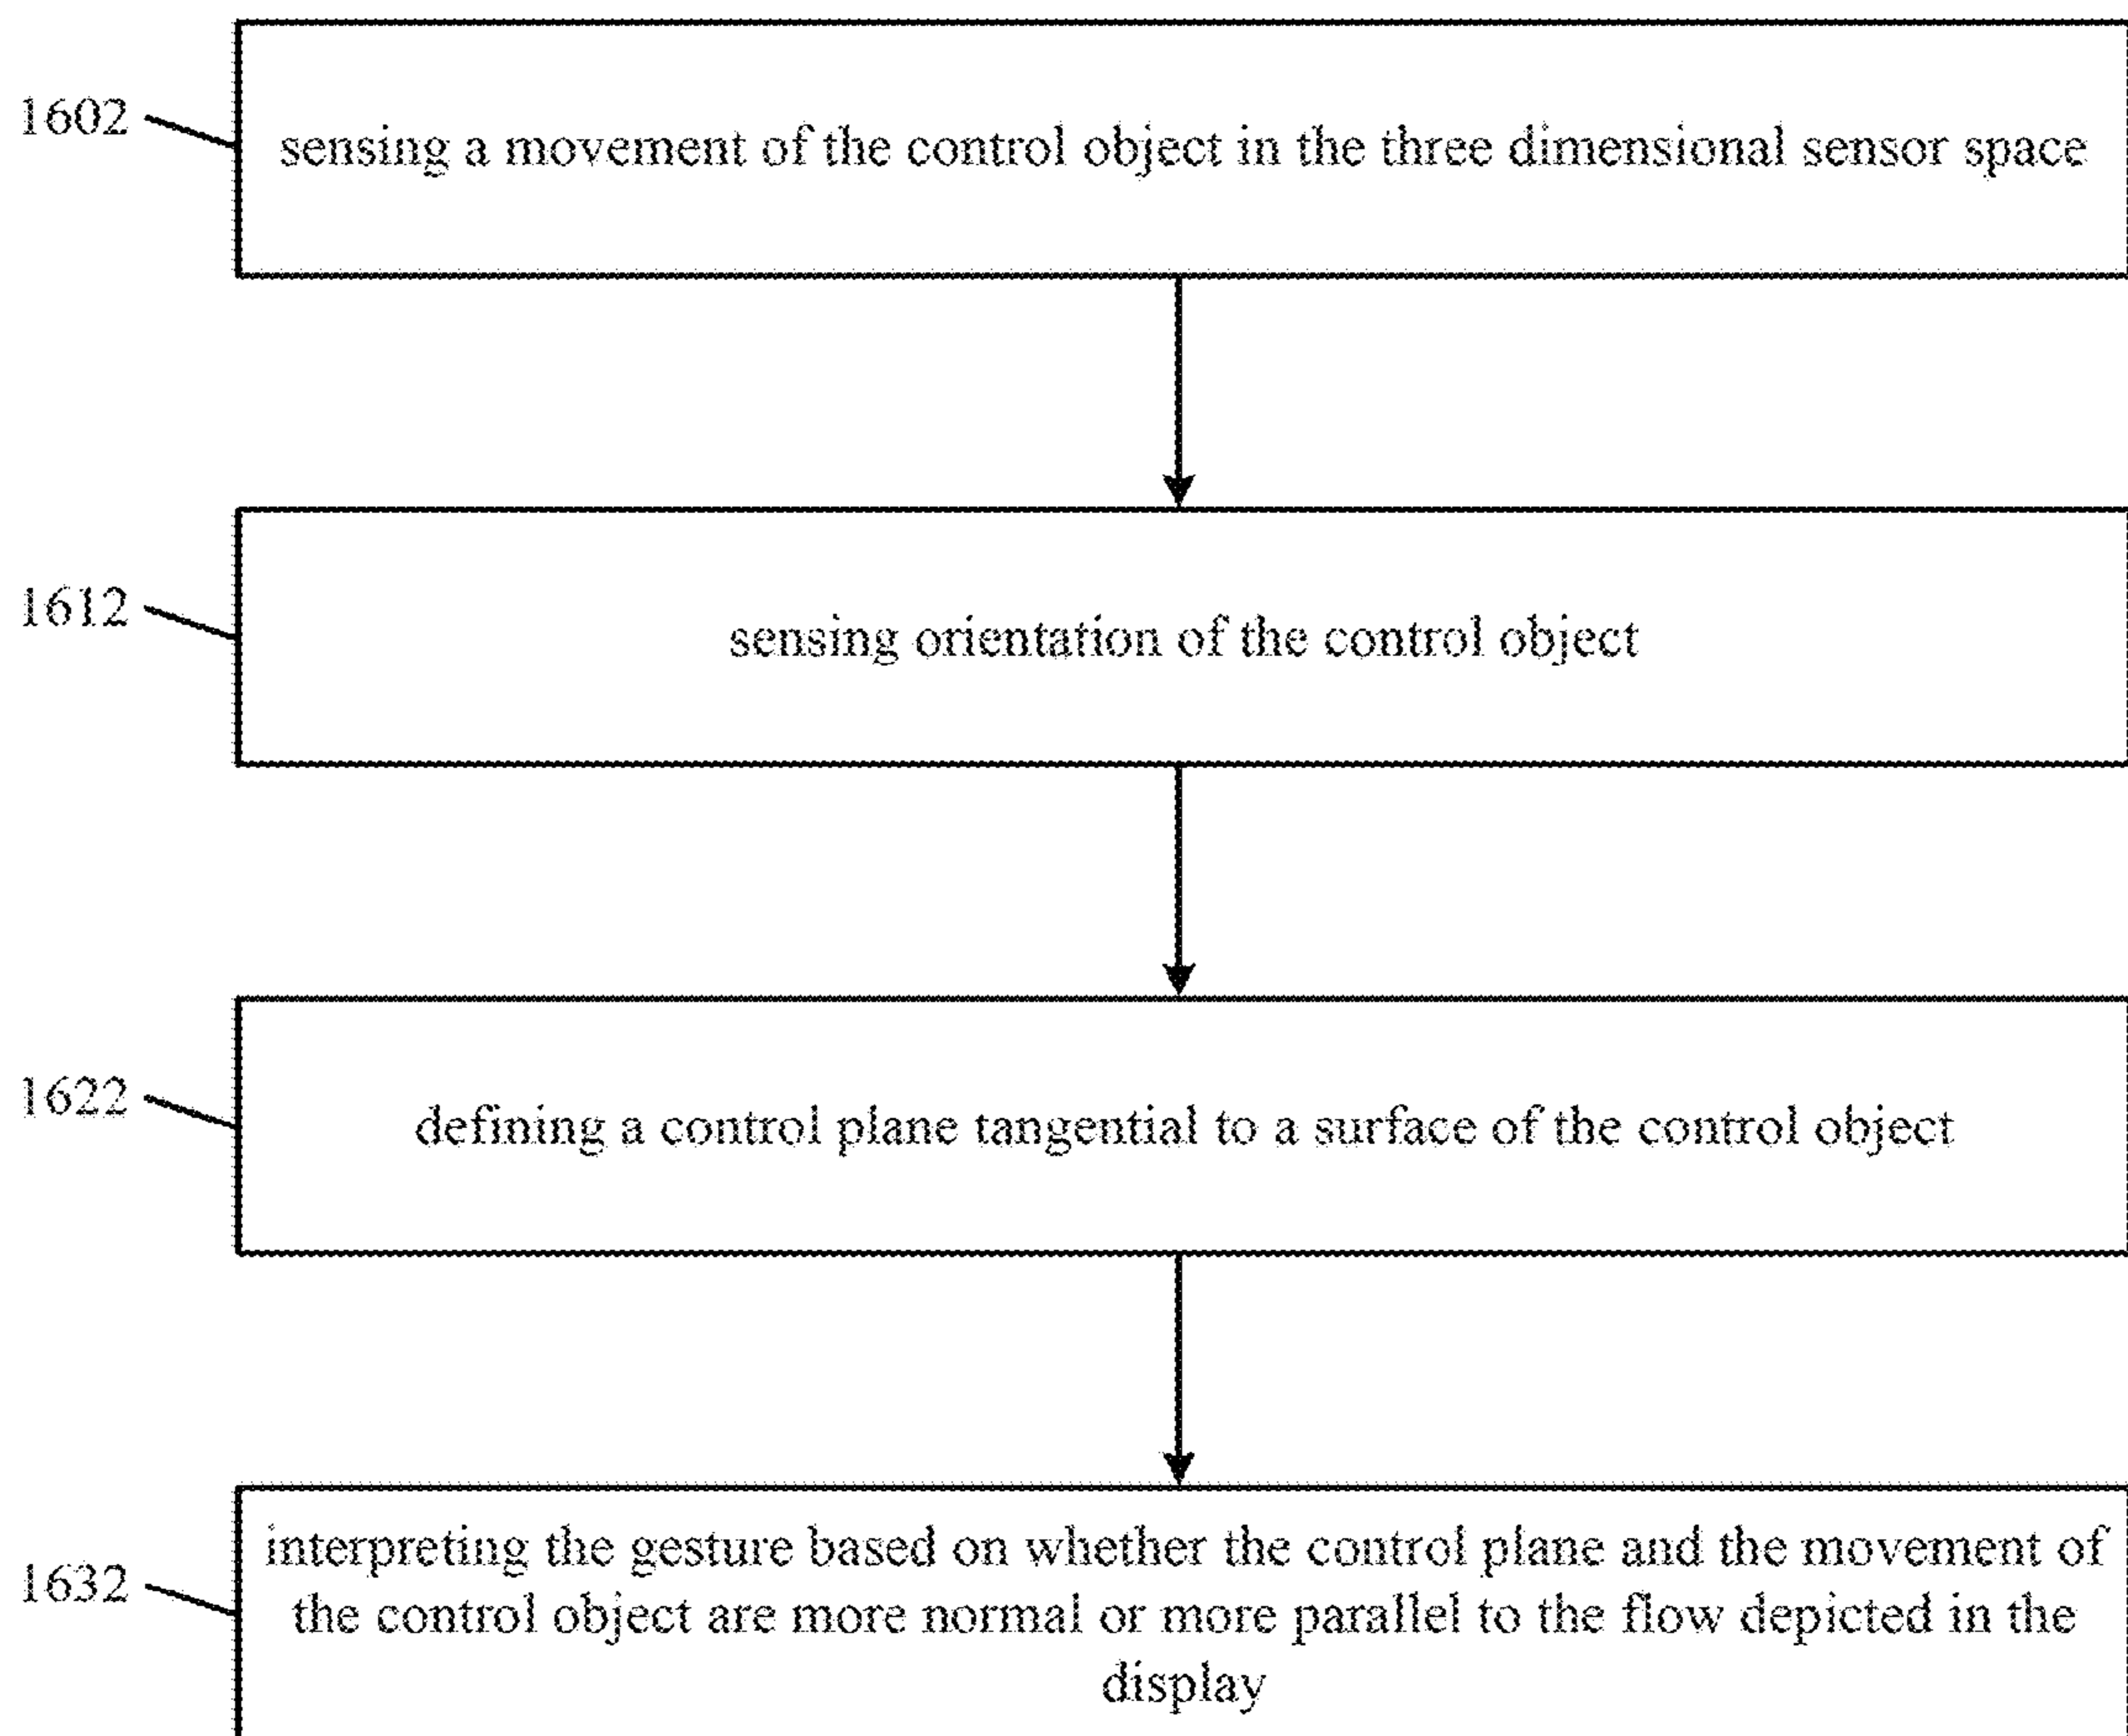 1602
sensing a movement of the control object in the three dimensional sensor space
1612
sensing orientation of the control object
1622
defining a control plane tangential to a surface of the control object
1632
interpreting the gesture based on whether the control plane and the movement of
the control object are more normal or more parallel to the flow depicted in the
display